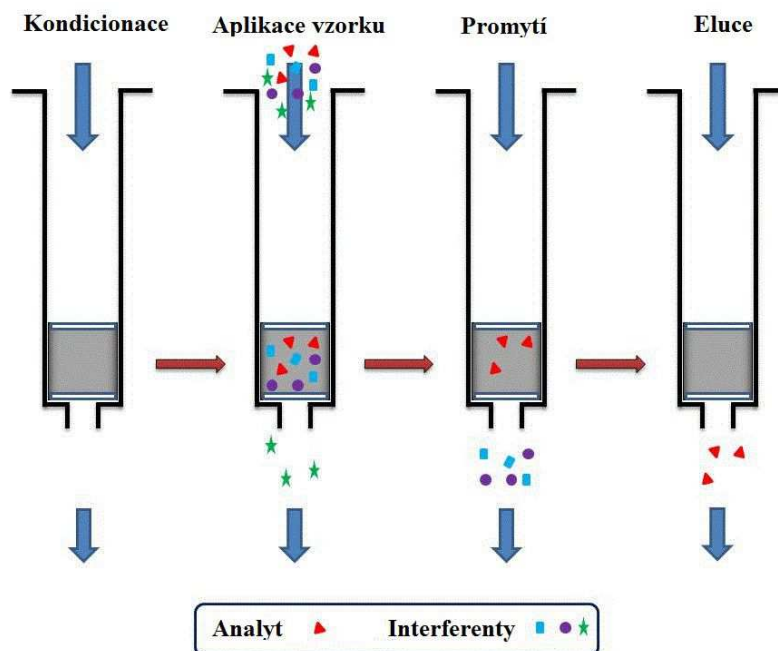 Kondicionace
Aplikace vzorku
Promytí
Eluce
Analyt
Interferenty